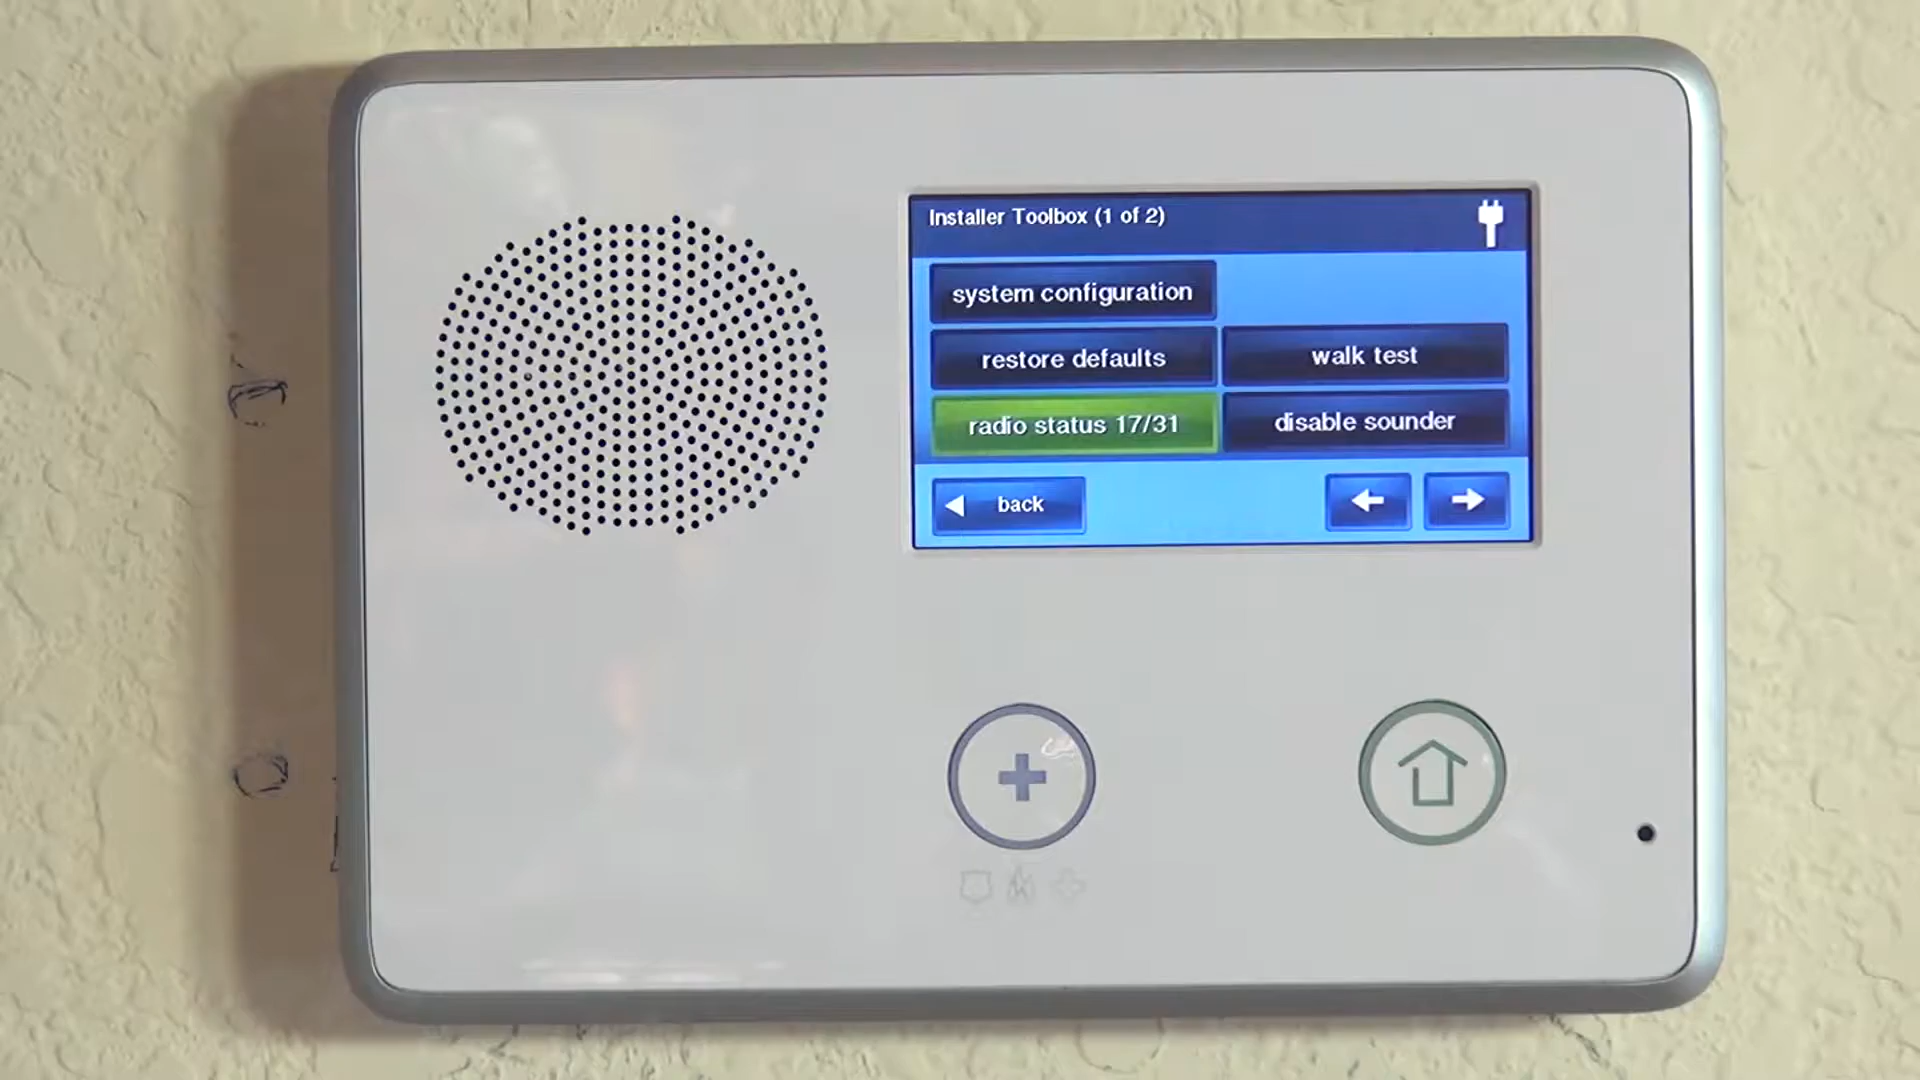 Installer Toolbox (1 of 2)
system configuration
restore defaults
walk test
radio status 17/31
disable sounder
back